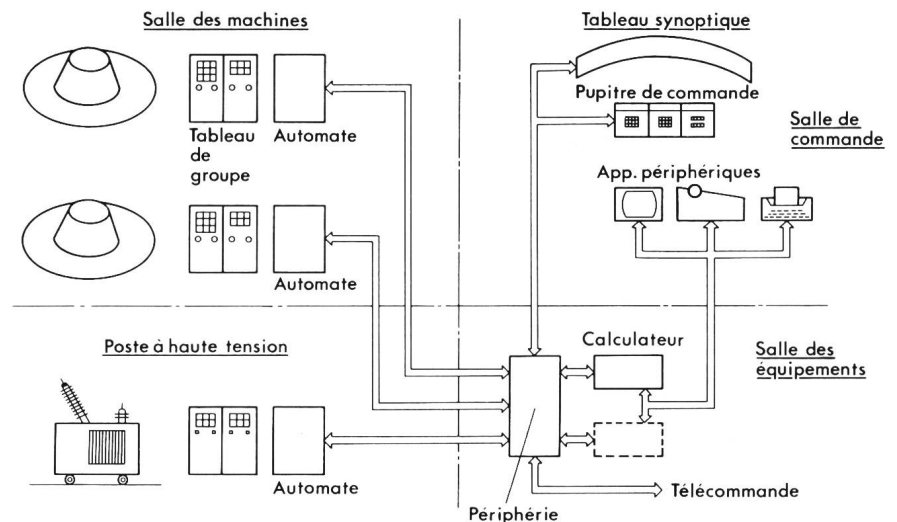 Salle des machines
Tableau
de
groupe
Automate
Automate
Tableau synoptique
Pupitre de commande
Salle de
commande
App. périphériques
Poste à haute tension
Automate
Calculateur
Salle des
équipements
Périphérie
Télécommande